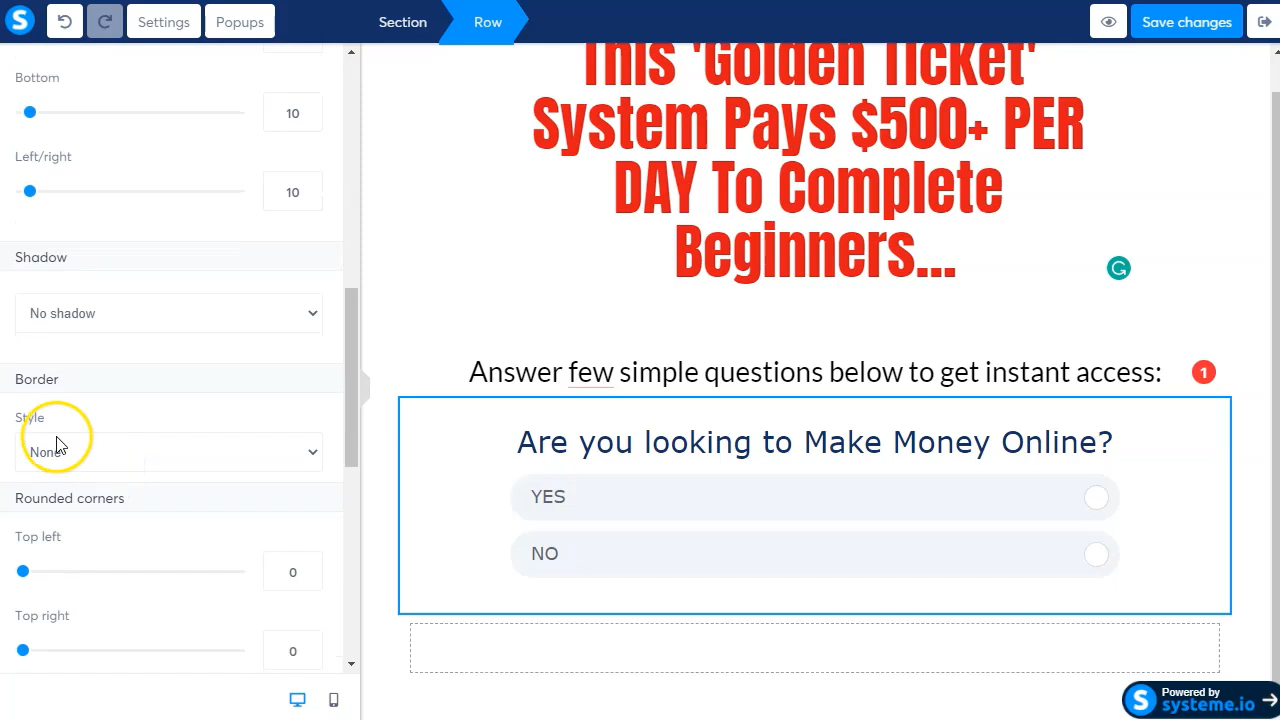 Settings
Popups
Section
Row
Save changes
Bottom
10
Left/right
10
Shadow
No shadow
Border
Style
None
Rounded corners
Top left
0
Top right
0
This 'Golden Ticket'
System Pays $500+ PER
DAY To Complete
Beginners...
Answer few simple questions below to get instant access:
1
Are you looking to Make Money Online?
YES
NO
Powered by
systeme.io